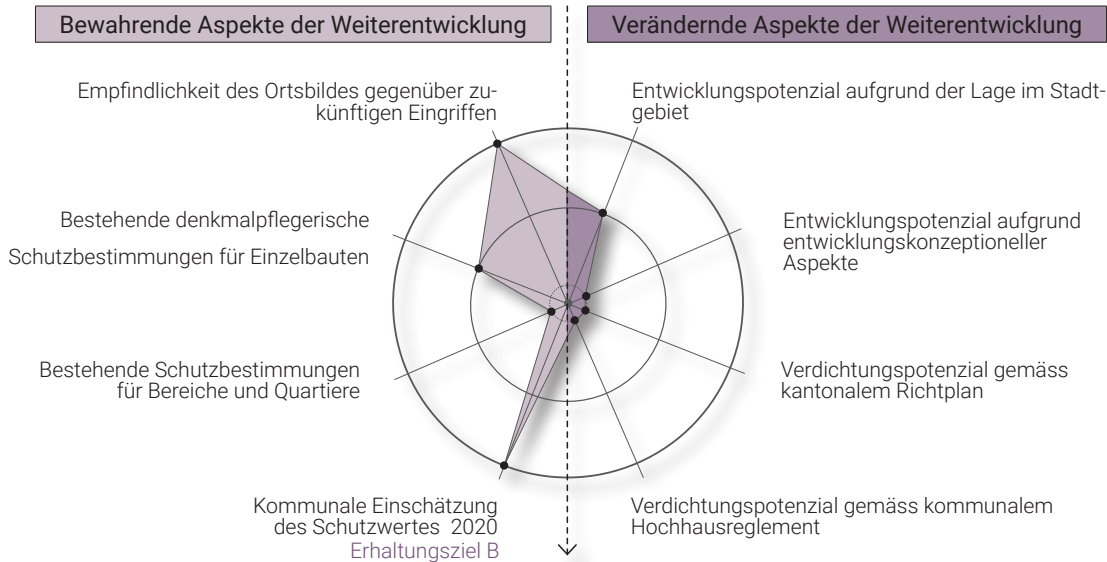 Bewahrende Aspekte der Weiterentwicklung
Verändernde Aspekte der Weiterentwicklung
Empfindlichkeit des Ortsbildes gegenüber zu-
künftigen Eingriffen
Entwicklungspotenzial aufgrund der Lage im Stadt-
gebiet
Bestehende denkmalpflegerische
Schutzbestimmungen für Einzelbauten
Entwicklungspotenzial aufgrund
entwicklungskonzeptioneller
Aspekte
Bestehende Schutzbestimmungen
für Bereiche und Quartiere
Verdichtungspotenzial gemäss
kantonalem Richtplan
Kommunale Einschätzung
des Schutzwertes 2020
Erhaltungsziel B
Verdichtungspotenzial gemäss kommunalem
Hochhausreglement